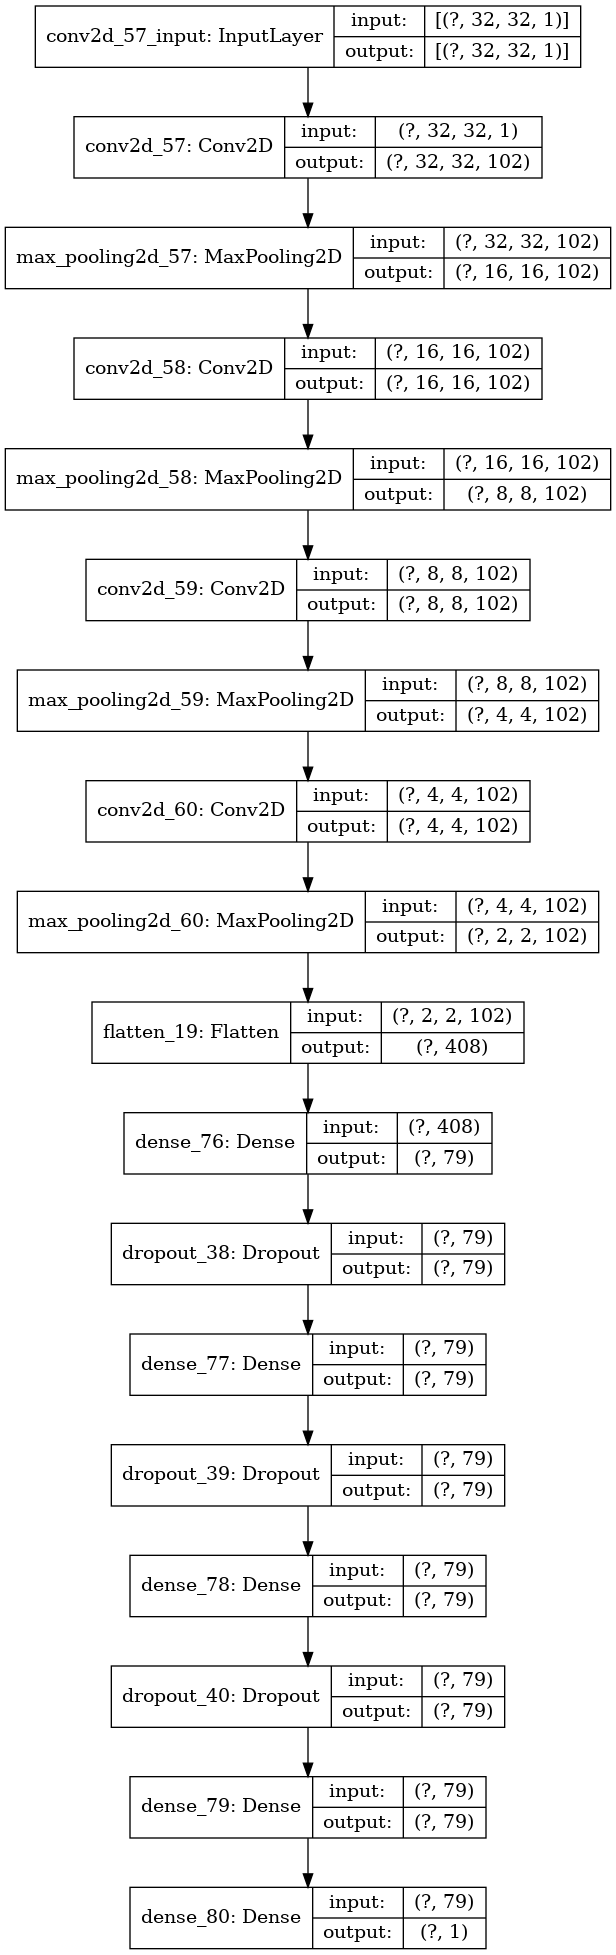 conv2d_57_input: InputLayer input: [(?, 32, 32, 1)]
output: [(?, 32, 32, 1)]
conv2d_57: Conv2D input: (?, 32, 32, 1)
output: (?, 32, 32, 102)
max_pooling2d_57: MaxPooling2D input: (?, 32, 32, 102)
output: (?, 16, 16, 102)
conv2d_58: Conv2D input: (?, 16, 16, 102)
output: (?, 16, 16, 102)
max_pooling2d_58: MaxPooling2D input: (?, 16, 16, 102)
output: (?, 8, 8, 102)
conv2d_59: Conv2D input: (?, 8, 8, 102)
output: (?, 8, 8, 102)
max_pooling2d_59: MaxPooling2D input: (?, 8, 8, 102)
output: (?, 4, 4, 102)
conv2d_60: Conv2D input: (?, 4, 4, 102)
output: (?, 4, 4, 102)
max_pooling2d_60: MaxPooling2D input: (?, 4, 4, 102)
output: (?, 2, 2, 102)
flatten_19: Flatten input: (?, 2, 2, 102)
output: (?, 408)
dense_76: Dense input: (?, 408)
output: (?, 79)
dropout_38: Dropout input: (?, 79)
output: (?, 79)
dense_77: Dense input: (?, 79)
output: (?, 79)
dropout_39: Dropout input: (?, 79)
output: (?, 79)
dense_78: Dense input: (?, 79)
output: (?, 79)
dropout_40: Dropout input: (?, 79)
output: (?, 79)
dense_79: Dense input: (?, 79)
output: (?, 79)
dense_80: Dense input: (?, 79)
output: (?, 1)